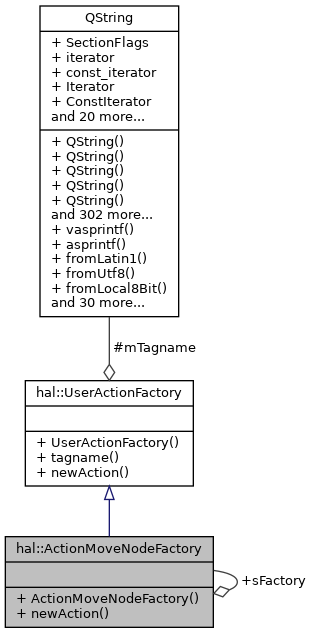 QString
+ SectionFlags
+ iterator
+ const_iterator
+ Iterator
+ ConstIterator
and 20 more...
+ QString()
+ QString()
+ QString()
+ QString()
+ QString()
and 302 more...
+ vasprintf()
+ asprintf()
+ fromLatin1()
+ fromUtf8()
+ fromLocal8Bit()
and 30 more...
#mTagname
hal::UserActionFactory
+ UserActionFactory()
+ tagname()
+ newAction()
hal::ActionMoveNodeFactory
+ ActionMoveNodeFactory()
+ newAction()
+sFactory